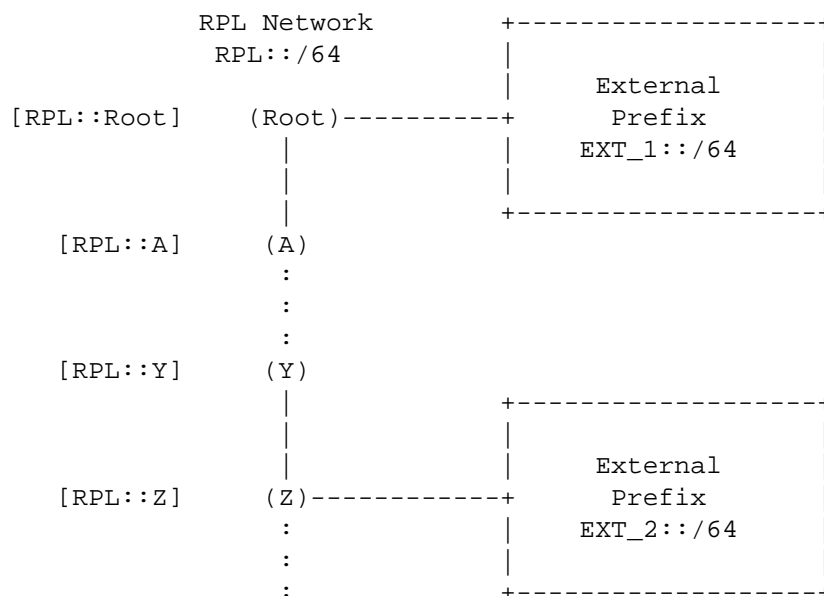 RPL Network
RPL::/64
External
[RPL::Root] (Root) Prefix
EXT_1::/64
[RPL::A] (A)
[RPL::Y] (Y)
External
[RPL::Z] (Z) Prefix
EXT_2::/64